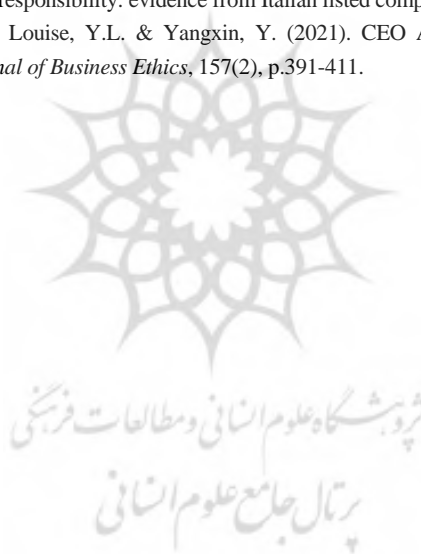 responsibility: evidence from Italian listed comp
Louise, Y.L. & Yangxin, Y. (2021). CEO A
nal of Business Ethics, 157(2), p.391-411.
پژوهشگاه علوم انسانی و مطالعات فرهنگی
پرتال جامع علوم انسانی